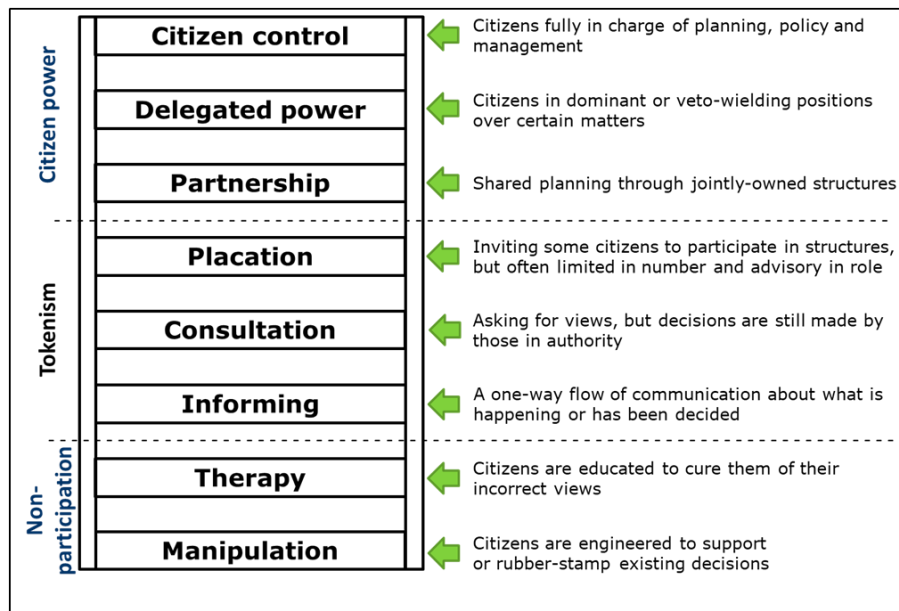 Citizen power
Citizen control
Citizens fully in charge of planning, policy and
management
Delegated power
Citizens in dominant or veto-wielding positions
over certain matters
Partnership
Shared planning through jointly-owned structures
Tokenism
Placation
Inviting some citizens to participate in structures,
but often limited in number and advisory in role
Consultation
Asking for views, but decisions are still made by
those in authority
Informing
A one-way flow of communication about what is
happening or has been decided
Non-
participation
Therapy
Citizens are educated to cure them of their
incorrect views
Manipulation
Citizens are engineered to support
or rubber-stamp existing decisions